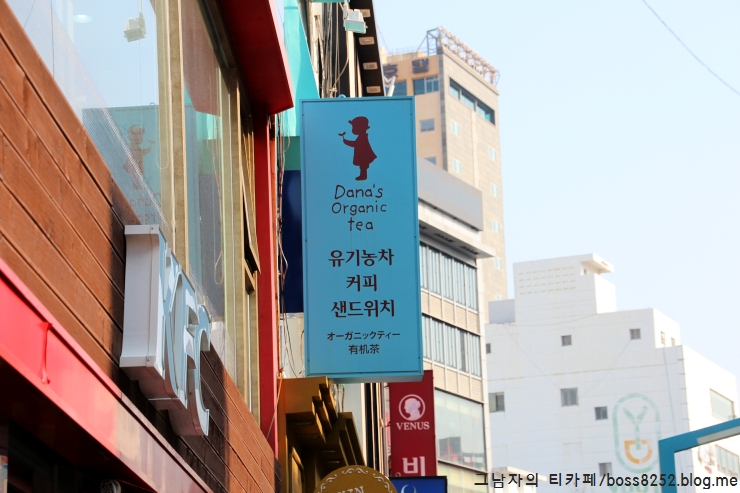 KFC
Dana's
Organic
tea
유기농차
커피
샌드위치
オーガニックティー
有机茶
VENUS
비
그남자의 티카페/boss8252.blog.me